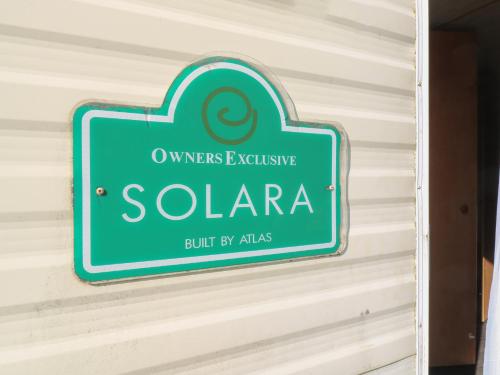 OWNERS EXCLUSIVE
SOLARA
BUILT BY ATLAS